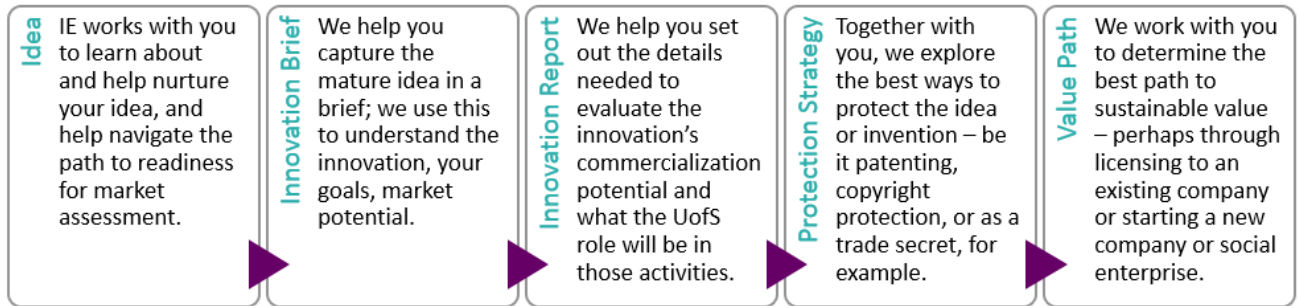 Idea
IE works with you
to learn about
and help nurture
your idea, and
help navigate the
path to readiness
for market
assessment.
Innovation Brief
We help you
capture the
mature idea in a
brief; we use this
to understand the
innovation, your
goals, market
potential.
Innovation Report
We help you set
out the details
needed to
evaluate the
innovation’s
commercialization
potential and
what the UofS
role will be in
those activities.
Protection Strategy
Together with
you, we explore
the best ways to
protect the idea
or invention – be
it patenting,
copyright
protection, or as a
trade secret, for
example.
Value Path
We work with you
to determine the
best path to
sustainable value
– perhaps through
licensing to an
existing company
or starting a new
company or social
enterprise.